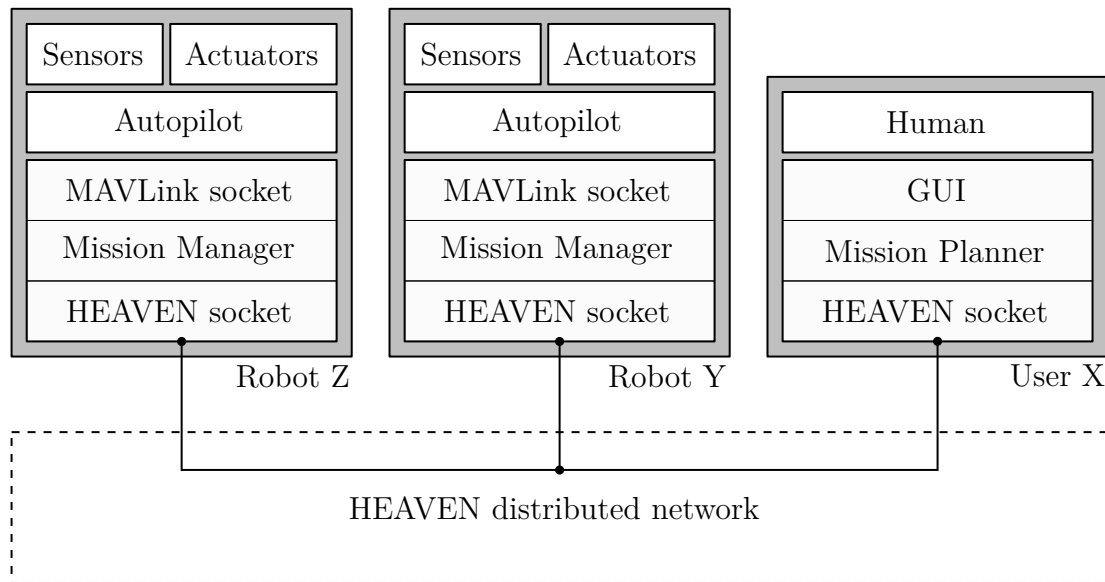 Sensors
Actuators
Autopilot
MAVLink socket
Mission Manager
HEAVEN socket
Robot Z
Sensors
Actuators
Autopilot
MAVLink socket
Mission Manager
HEAVEN socket
Robot Y
Human
GUI
Mission Planner
HEAVEN socket
User X
HEAVEN distributed network